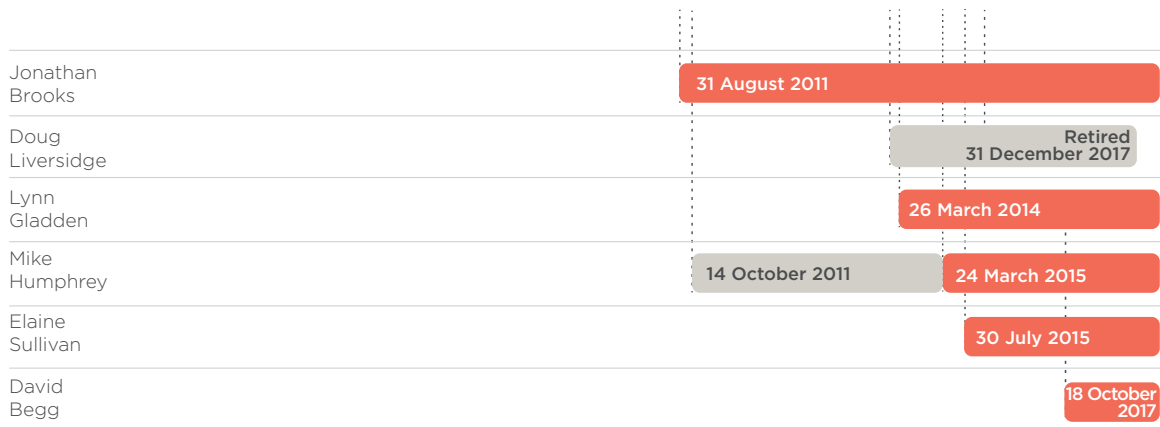 Jonathan
Brooks
31 August 2011
Doug
Liversidge
Retired
31 December 2017
Lynn
Gladden
26 March 2014
Mike
Humphrey
14 October 2011
24 March 2015
Elaine
Sullivan
30 July 2015
David
Begg
18 October
2017